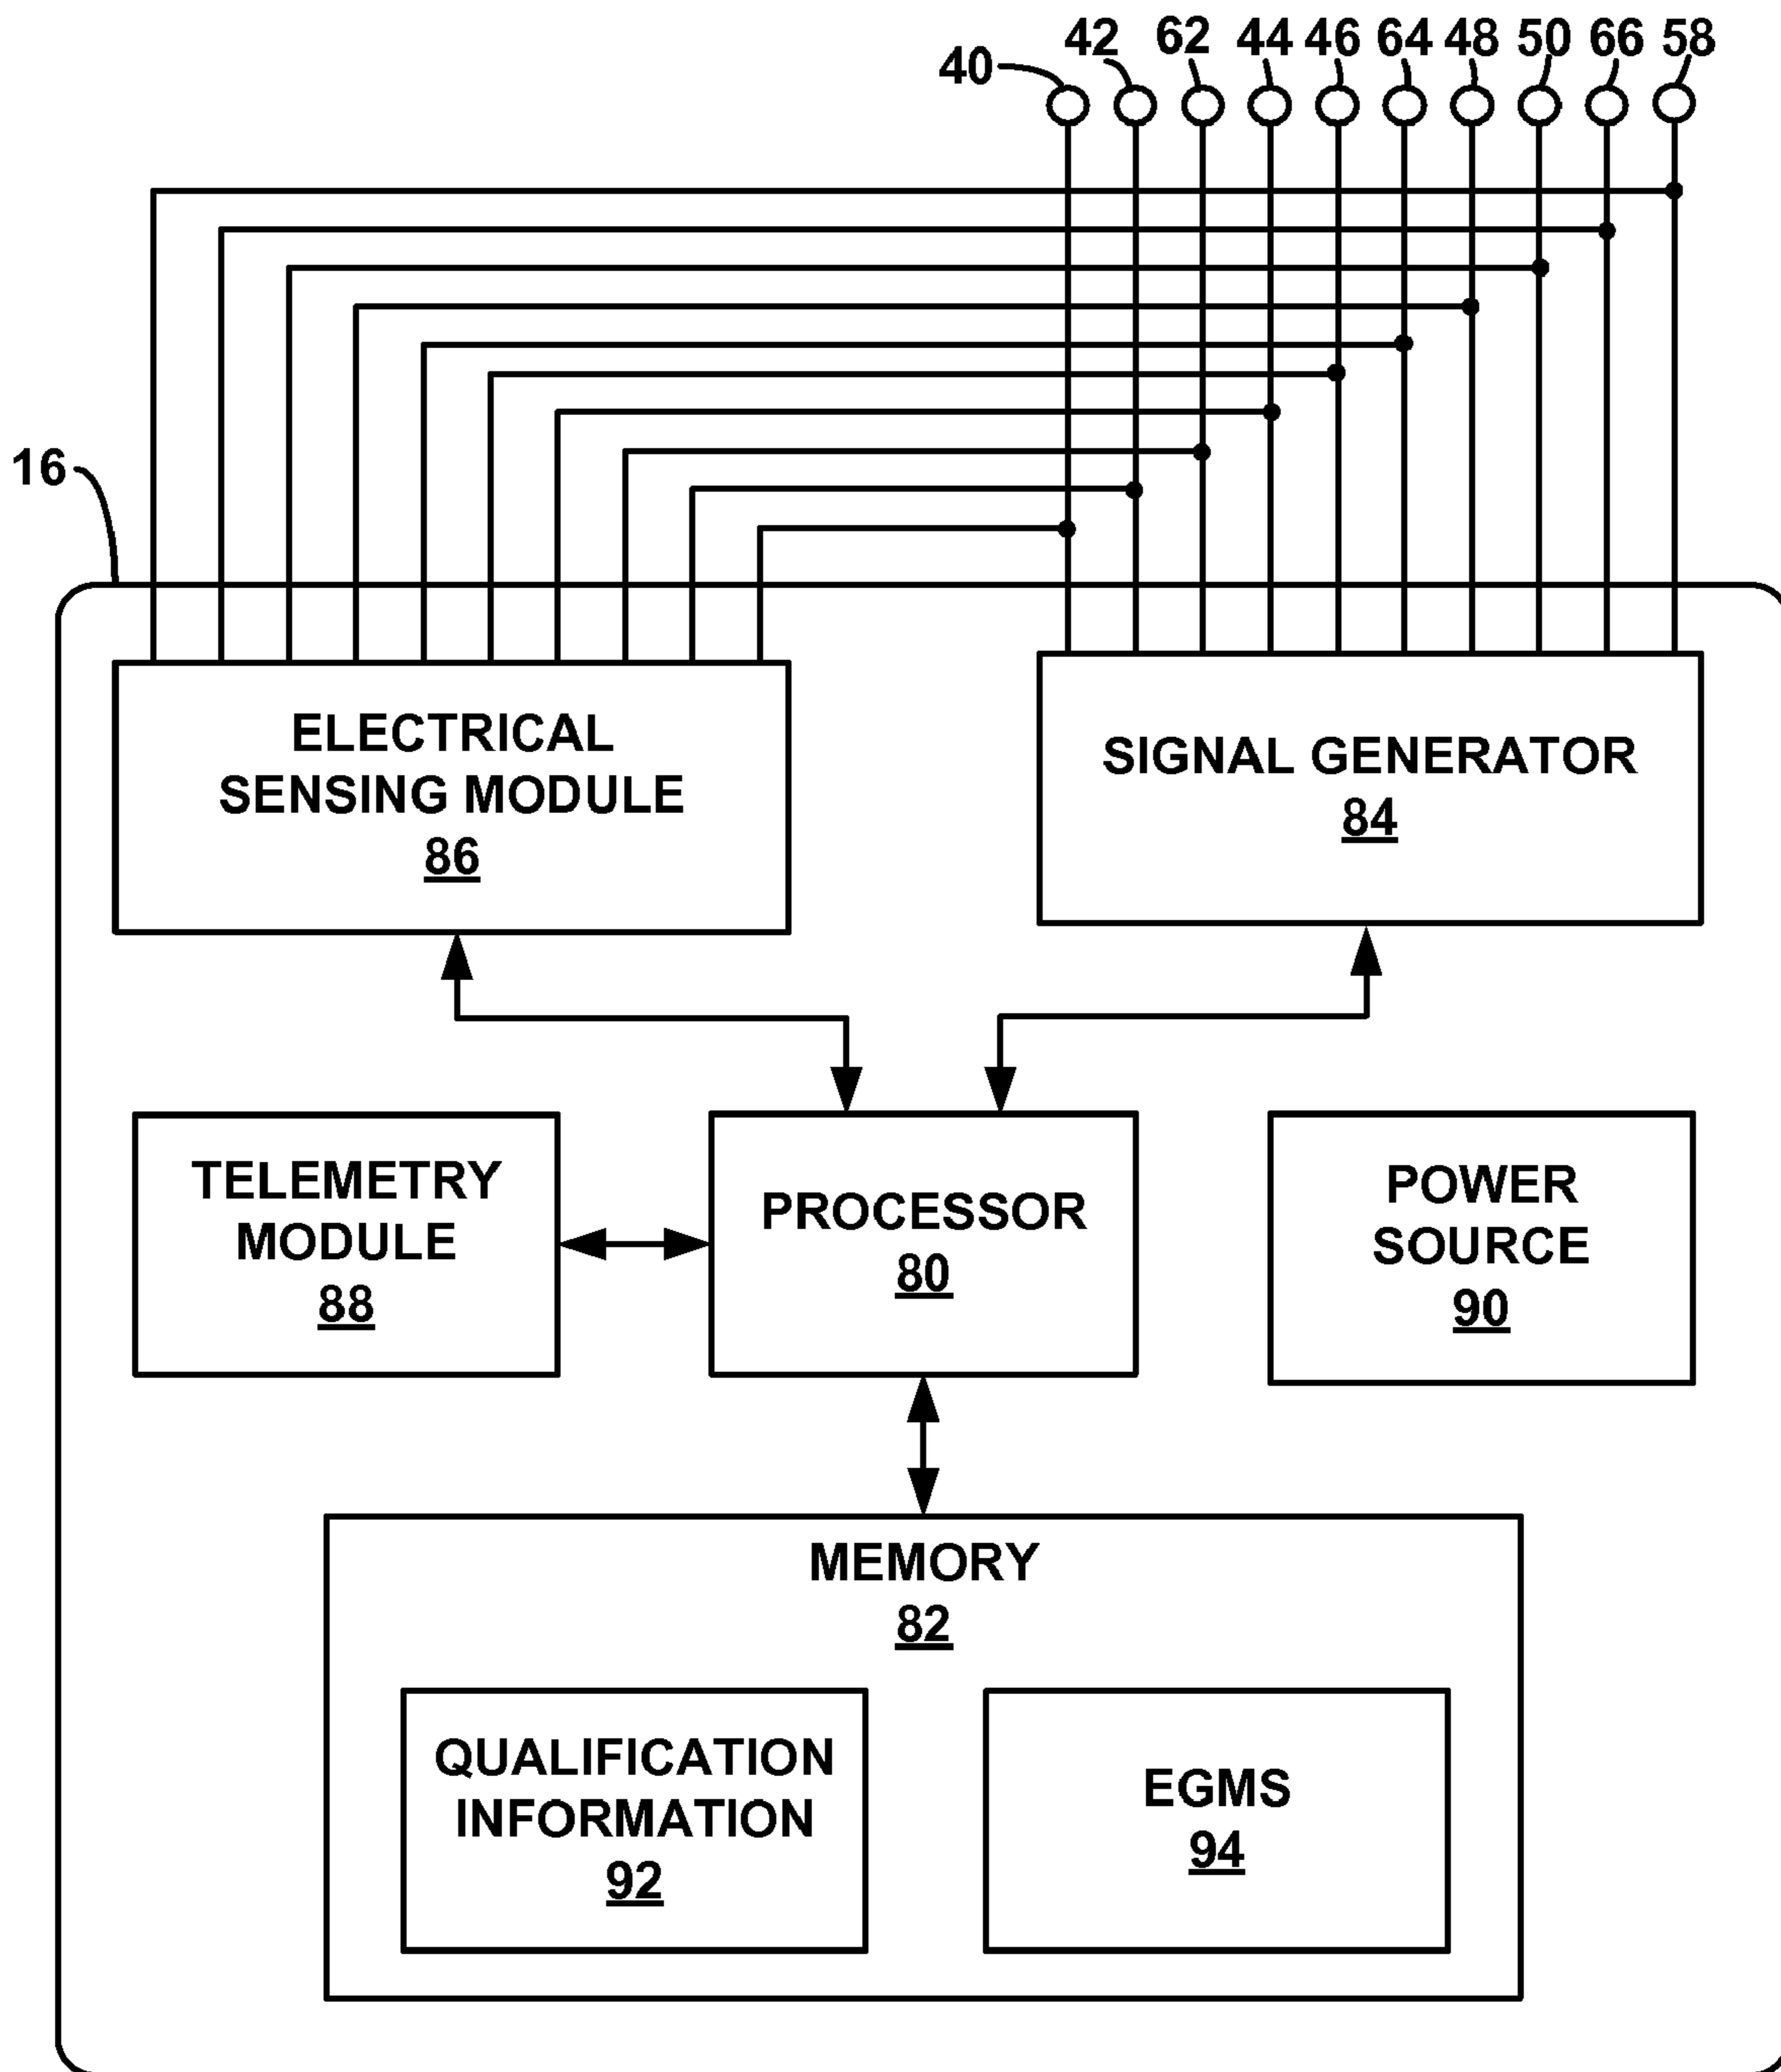 40 42 62 44 46 64 48 50 66 58
16
ELECTRICAL
SENSING MODULE
86
SIGNAL GENERATOR
84
TELEMETRY
MODULE
88
PROCESSOR
80
POWER
SOURCE
90
MEMORY
82
QUALIFICATION
INFORMATION
92
EGMS
94